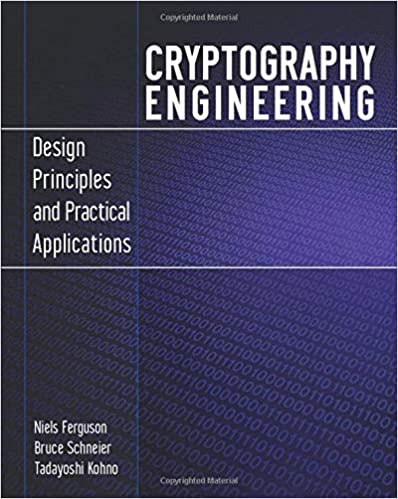 Copyrighted Material
CRYPTOGRAPHY
ENGINEERING
Design
Principles
and Practical
Applications
Niels Ferguson
Bruce Schneier
Tadayoshi Kohno
Copyrighted Material